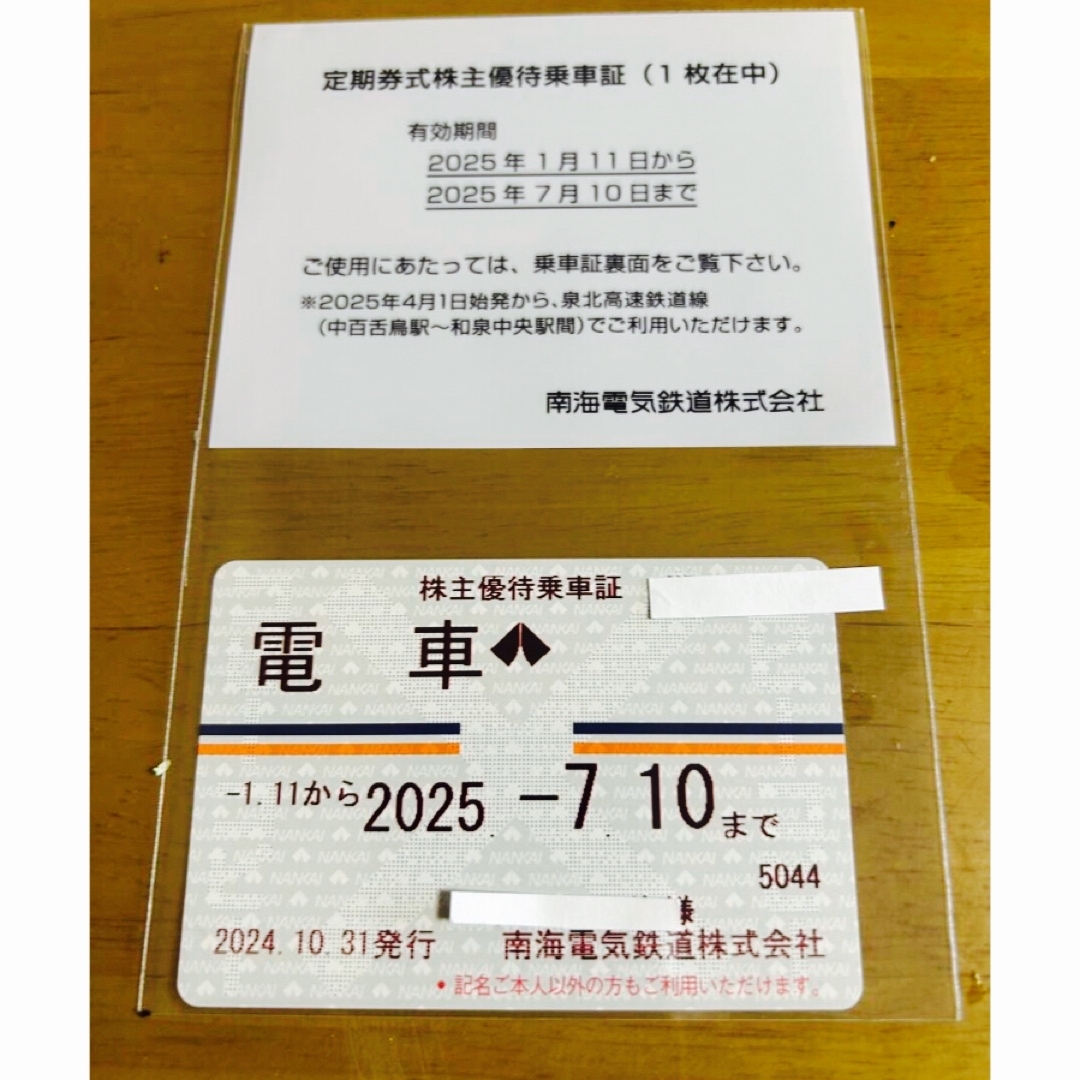 定期券式株主優待乗車証（１枚在中）
有効期間
2025年1月11日から
2025年7月10日まで
ご使用にあたっては、乗車証裏面をご覧下さい。
※2025年4月1日始発から、泉北高速鉄道線
（中百舌鳥駅～和泉中央駅間）でご利用いただけます。
南海電気鉄道株式会社
株主優待乗車証
電　車
-1.11から2025.-7.10まで
5044
様
2024.10.31発行　南海電気鉄道株式会社
・記名ご本人以外の方もご利用いただけます。